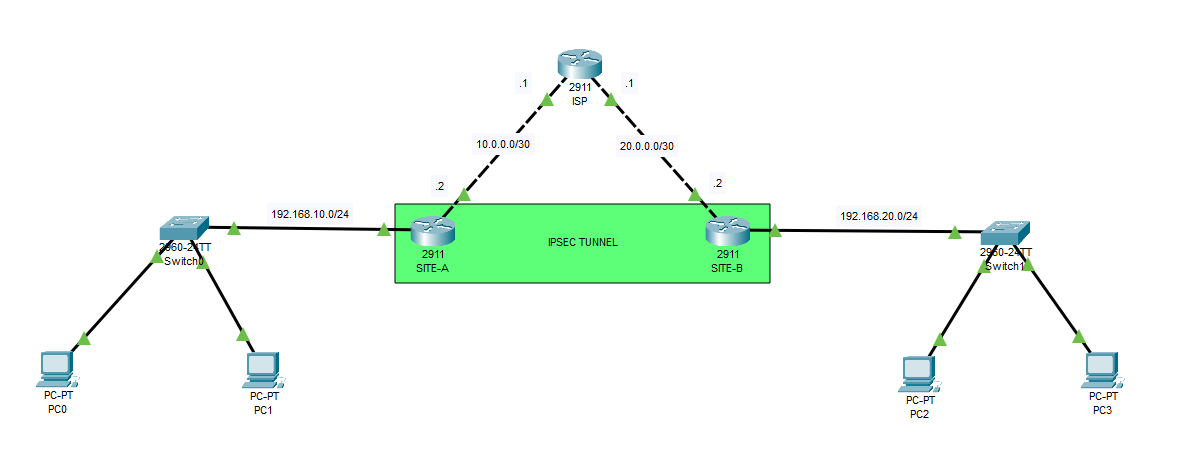 2911
ISP
.1
.1
10.0.0.0/30
20.0.0.0/30
.2
.2
192.168.10.0/24
192.168.20.0/24
IPSEC TUNNEL
2911
SITE-A
2911
SITE-B
2960-24TT
Switch0
2960-24TT
Switch1
PC-PT
PC0
PC-PT
PC1
PC-PT
PC2
PC-PT
PC3